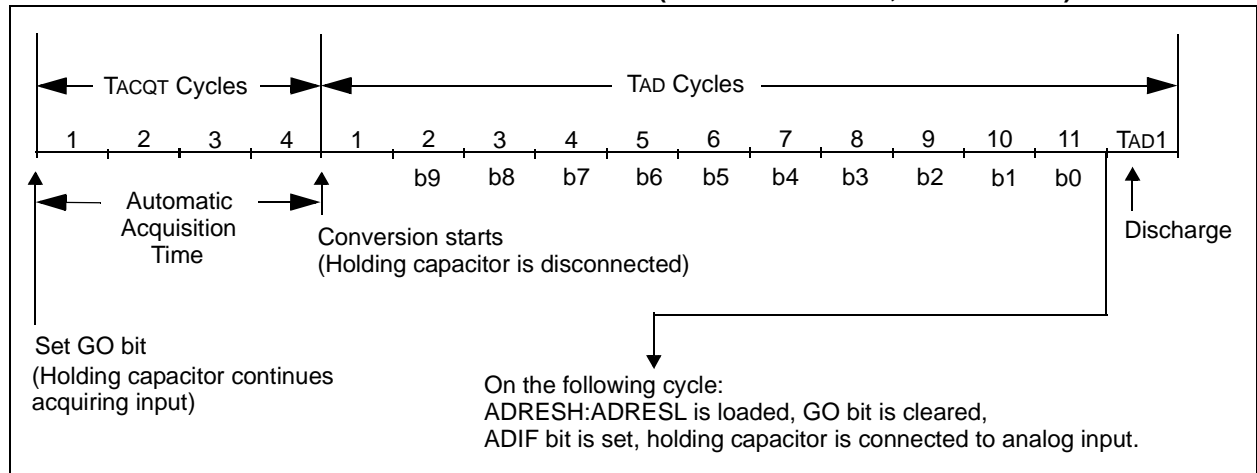 TACQT Cycles
TAD Cycles
1 2 3 4 1 2 3 4 5 6 7 8 9 10 11 TAD1
b9 b8 b7 b6 b5 b4 b3 b2 b1 b0
Automatic
Acquisition
Time
Conversion starts
(Holding capacitor is disconnected)
Discharge
Set GO bit
(Holding capacitor continues
acquiring input)
On the following cycle:
ADRESH:ADRESL is loaded, GO bit is cleared,
ADIF bit is set, holding capacitor is connected to analog input.